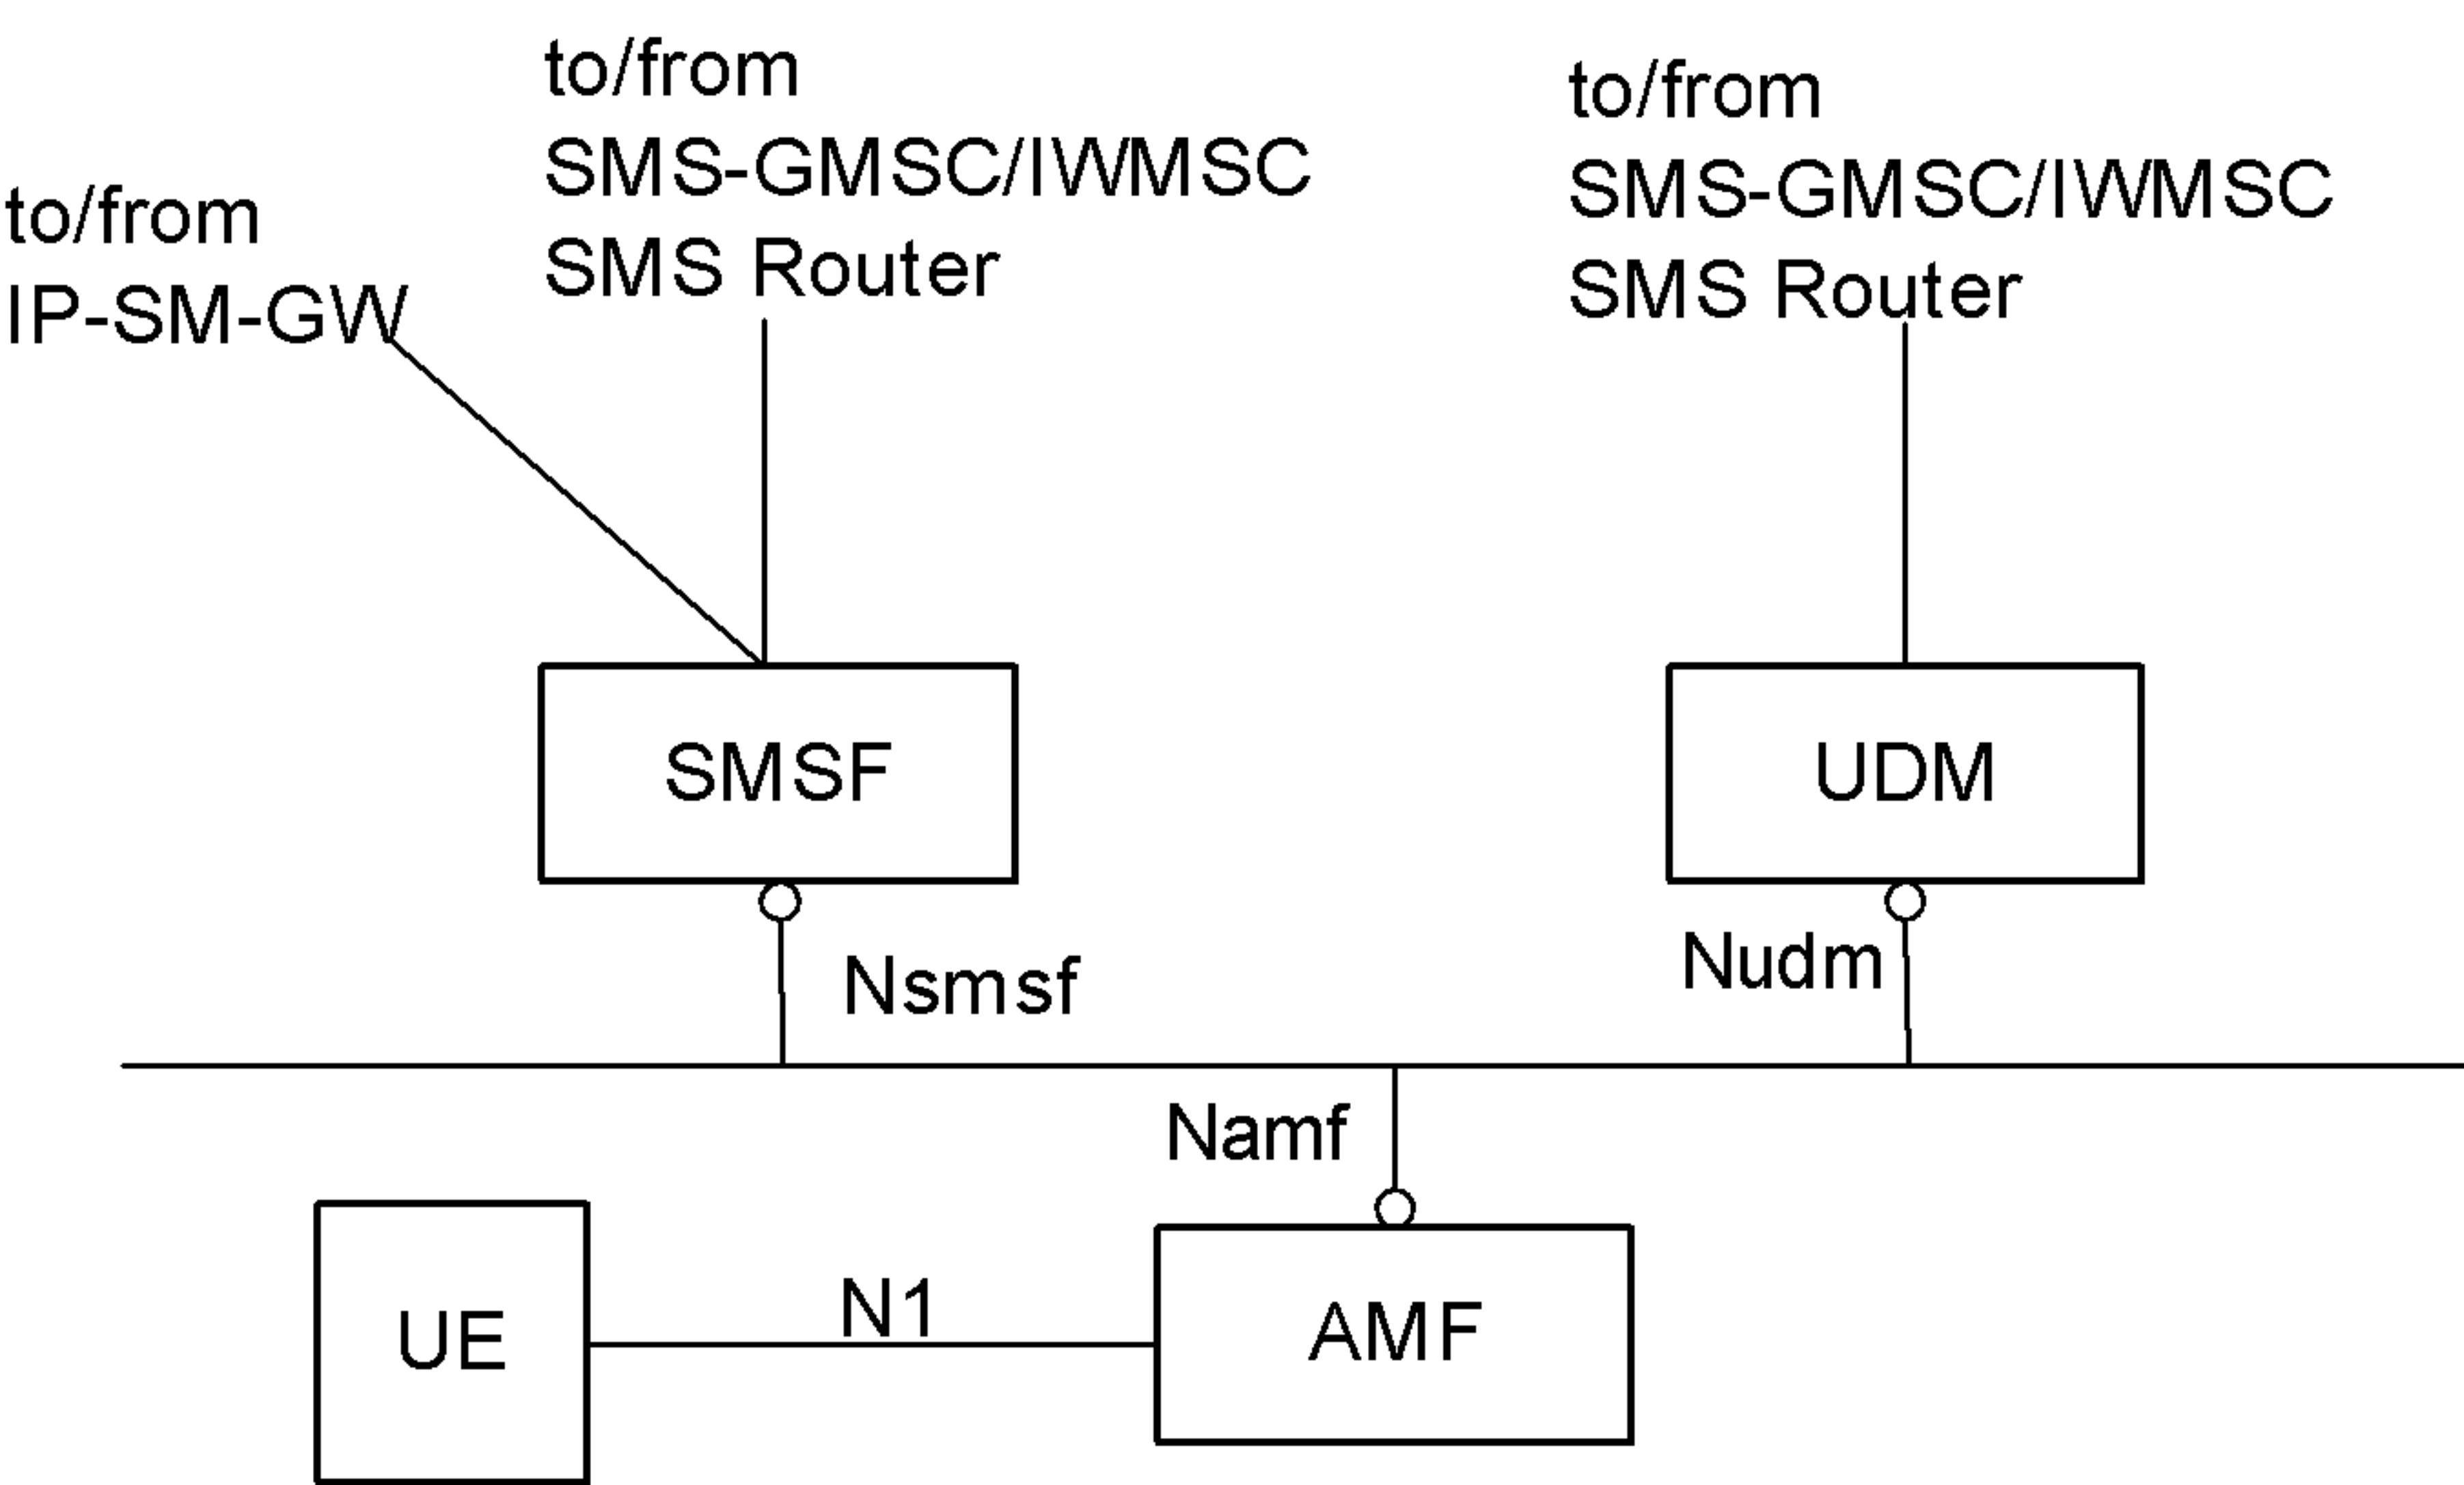 to/from
IP-SM-GW
to/from
SMS-GMSC/IWMSC
SMS Router
to/from
SMS-GMSC/IWMSC
SMS Router
SMSF
UDM
Nsmsf
Nudm
Namf
UE
N1
AMF